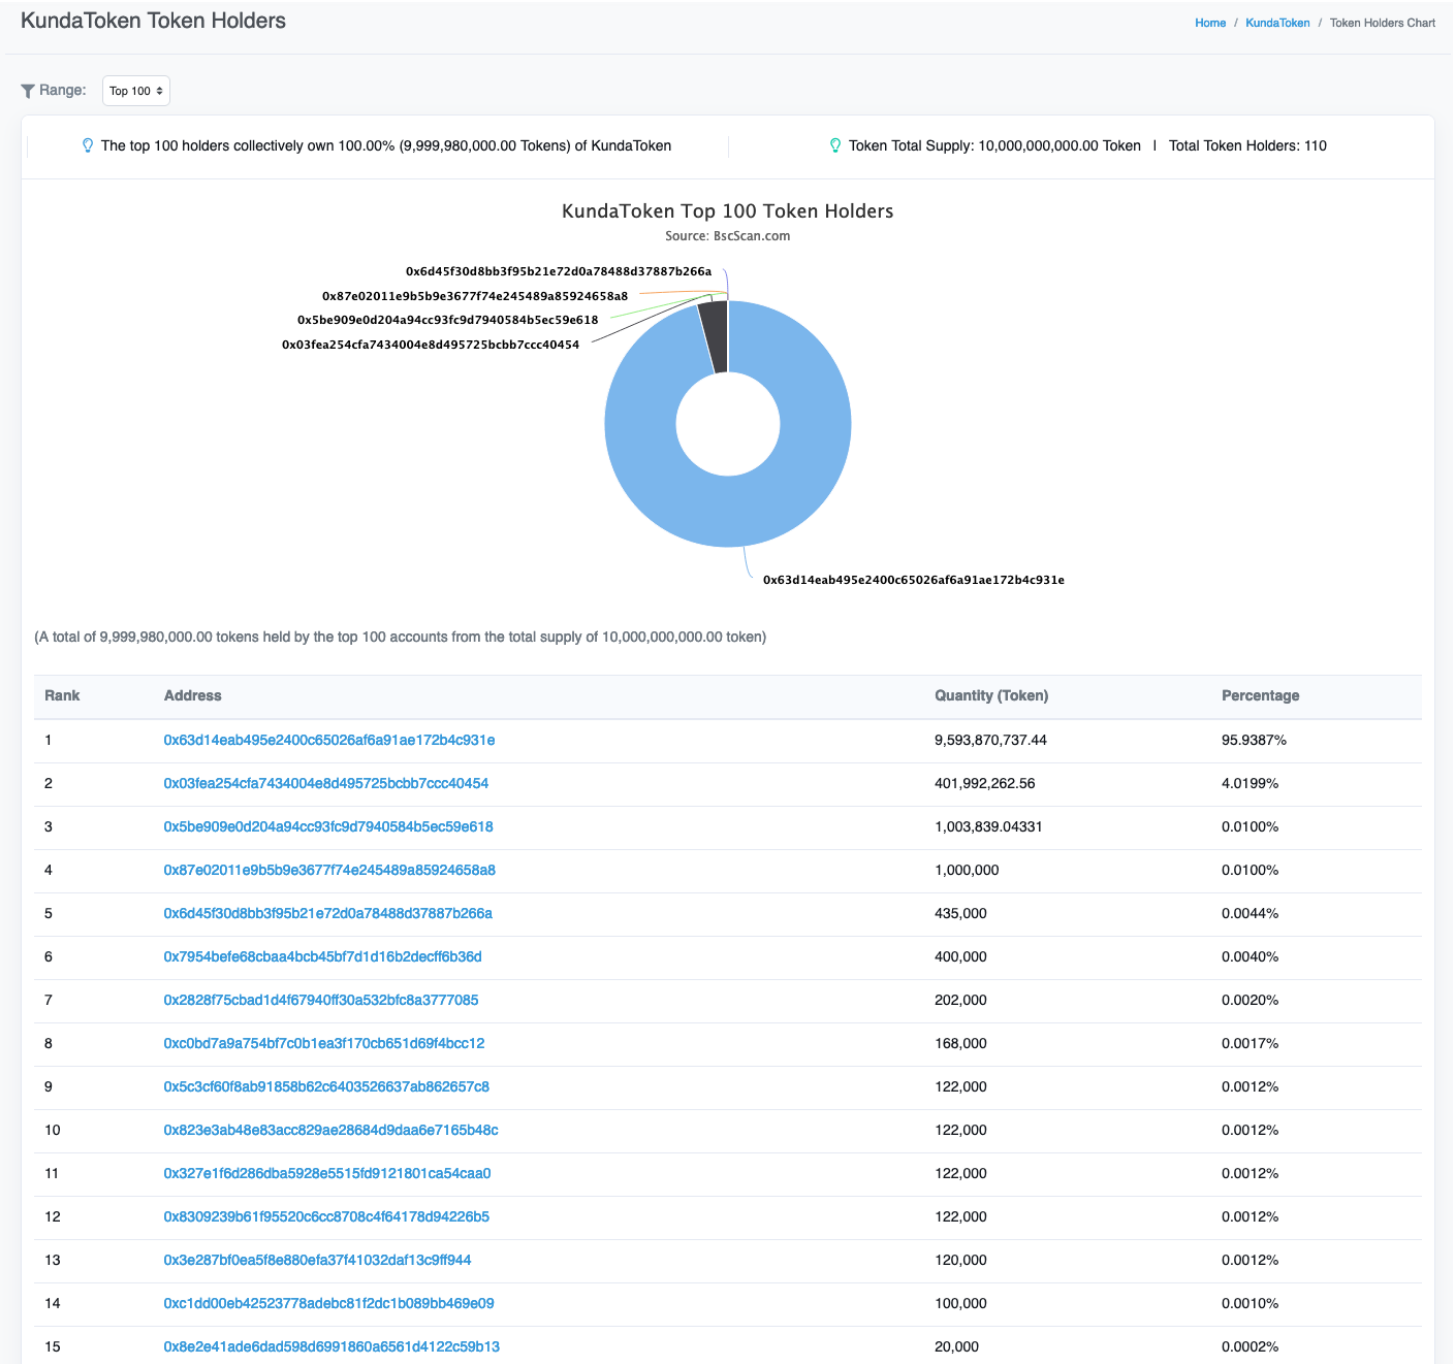 KundaToken Token Holders
Home / KundaToken / Token Holders Chart
Range: Top 100
The top 100 holders collectively own 100.00% (9,999,980,000.00 Tokens) of KundaToken
Token Total Supply: 10,000,000,000.00 Token | Total Token Holders: 110
KundaToken Top 100 Token Holders
Source: BscScan.com
0x6d45f30d8bb3f95b21e72d0a78488d37887b266a
0x87e02011e9b5b9e3677f74e245489a85924658a8
0x5be909e0d204a94cc93fc9d7940584b5ec59e618
0x03fea254cfa7434004e8d495725bcbb7ccc40454
0x63d14eab495e2400c65026af6a91ae172b4c931e
(A total of 9,999,980,000.00 tokens held by the top 100 accounts from the total supply of 10,000,000,000.00 token)
Rank Address Quantity (Token) Percentage
1 0x63d14eab495e2400c65026af6a91ae172b4c931e 9,593,870,737.44 95.9387%
2 0x03fea254cfa7434004e8d495725bcbb7ccc40454 401,992,262.56 4.0199%
3 0x5be909e0d204a94cc93fc9d7940584b5ec59e618 1,003,839.04331 0.0100%
4 0x87e02011e9b5b9e3677f74e245489a85924658a8 1,000,000 0.0100%
5 0x6d45f30d8bb3f95b21e72d0a78488d37887b266a 435,000 0.0044%
6 0x7954befe68cbaa4bcb45bf7d1d16b2decff6b36d 400,000 0.0040%
7 0x2828f75cbad1d4f67940ff30a532bfc8a3777085 202,000 0.0020%
8 0xc0bd7a9a754bf7c0b1ea3f170cb651d69f4bcc12 168,000 0.0017%
9 0x5c3cf60f8ab91858b62c6403526637ab862657c8 122,000 0.0012%
10 0x823e3ab48e83acc829ae28684d9daa6e7165b48c 122,000 0.0012%
11 0x327e1f6d286dba5928e5515fd9121801ca54caa0 122,000 0.0012%
12 0x8309239b61f95520c6cc8708c4f64178d94226b5 122,000 0.0012%
13 0x3e287bf0ea5f8e880efa37f41032daf13c9ff944 120,000 0.0012%
14 0xc1dd00eb42523778adebc81f2dc1b089bb469e09 100,000 0.0010%
15 0x8e2e41ade6dad598d6991860a6561d4122c59b13 20,000 0.0002%